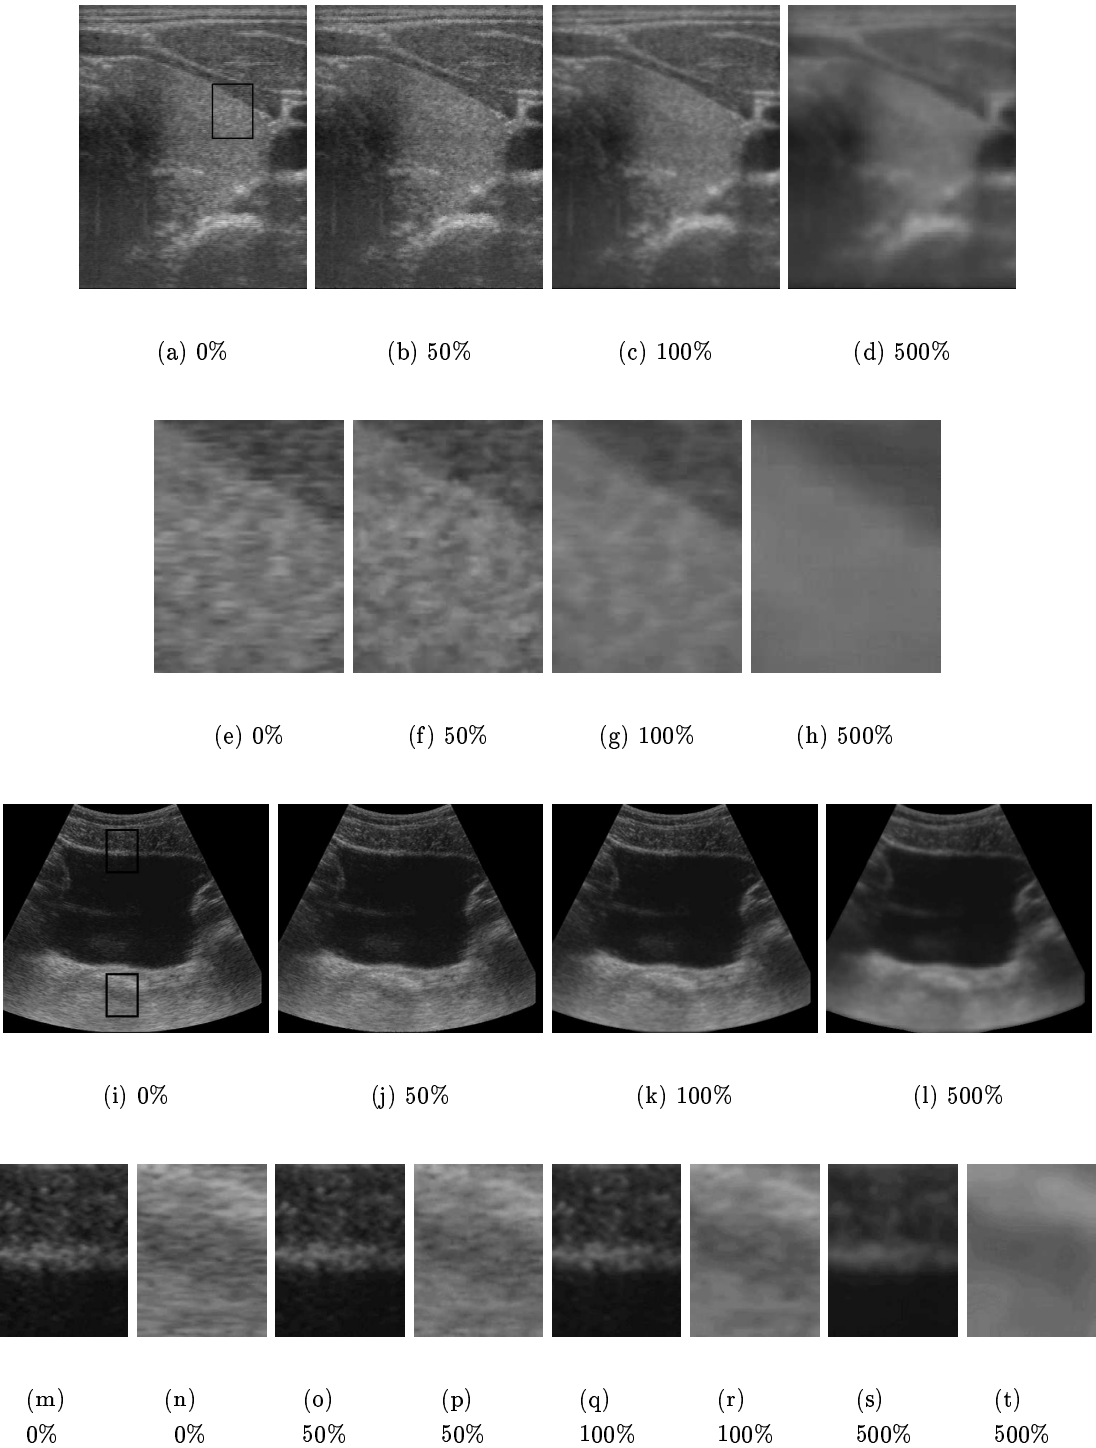 (a) 0% (b) 50% (c) 100% (d) 500%
(e) 0% (f) 50% (g) 100% (h) 500%
(i) 0% (j) 50% (k) 100% (l) 500%
(m) (n) (o) (p) (q) (r) (s) (t)
0% 0% 50% 50% 100% 100% 500% 500%